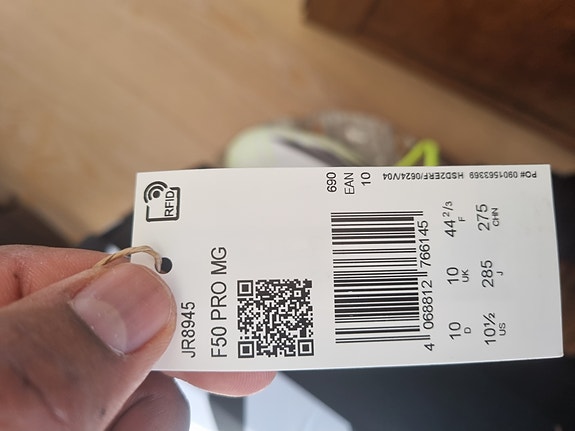 RFID
JR8945
F50 PRO MG
690
EAN
10
4 068812 766145
10
D
10
UK
44 2/3
F
10½
US
285
J
275
CHN
PO# 0901563369 HSD2ERF/0624/V04